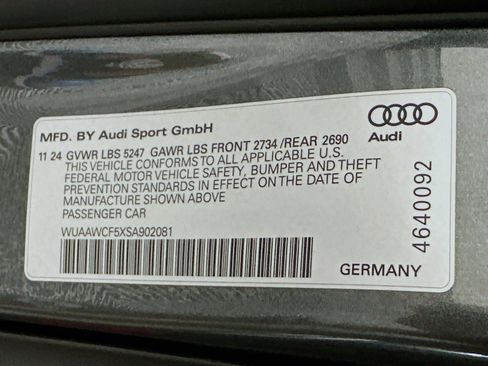 MFD. BY Audi Sport GmbH
11 24 GVWR LBS 5247 GAWR LBS FRONT 2734 /REAR 2690
THIS VEHICLE CONFORMS TO ALL APPLICABLE U.S.
FEDERAL MOTOR VEHICLE SAFETY, BUMPER AND THEFT
PREVENTION STANDARDS IN EFFECT ON THE DATE OF
MANUFACTURE SHOWN ABOVE
PASSENGER CAR
WUAAWCF5XSA902081
Audi
4640092
GERMANY